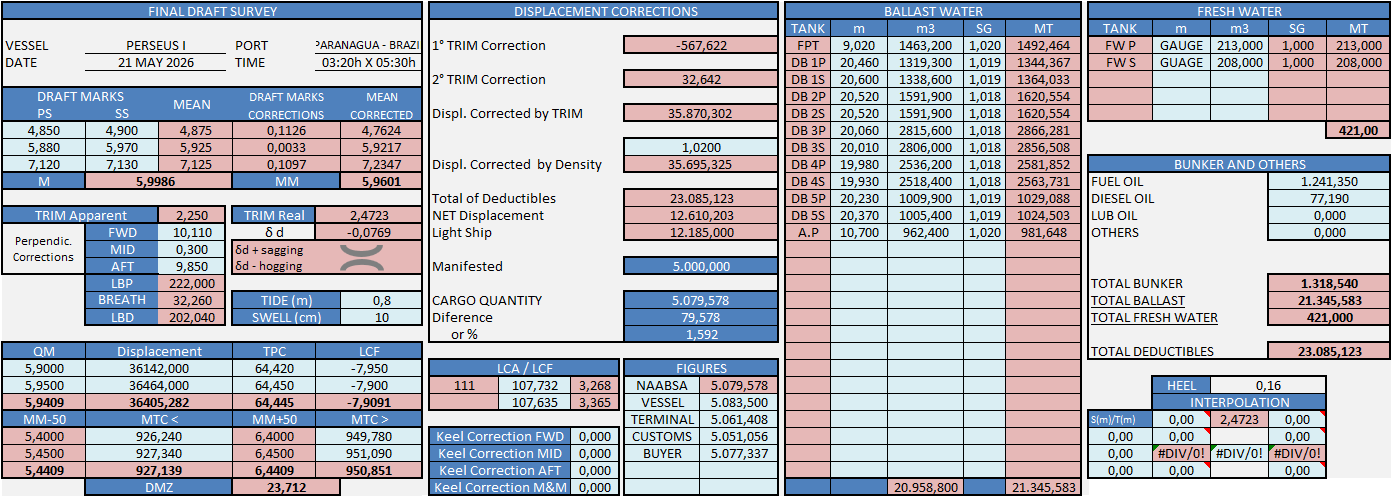 FINAL DRAFT SURVEY
VESSEL PERSEUS I PORT PARANAGUA - BRAZI
DATE 21 MAY 2026 TIME 03:20h X 05:30h
DRAFT MARKS MEAN DRAFT MARKS CORRECTIONS MEAN CORRECTED
PS SS
4,850 4,900 4,875 0,1126 4,7624
5,880 5,970 5,925 0,0033 5,9217
7,120 7,130 7,125 0,1097 7,2347
M 5,9986 MM 5,9601
TRIM Apparent 2,250 TRIM Real 2,4723
Perpendic. Corrections
FWD 10,110 δ d -0,0769
MID 0,300 δd + sagging
AFT 9,850 δd - hogging
LBP 222,000
BREATH 32,260 TIDE (m) 0,8
LBD 202,040 SWELL (cm) 10
QM Displacement TPC LCF
5,9000 36142,000 64,420 -7,950
5,9500 36464,000 64,450 -7,900
5,9409 36405,282 64,445 -7,9091
MM-50 MTC < MM+50 MTC >
5,4000 926,240 6,4000 949,780
5,4500 927,340 6,4500 951,090
5,4409 927,139 6,4409 950,851
DMZ 23,712
DISPLACEMENT CORRECTIONS
1° TRIM Correction -567,622
2° TRIM Correction 32,642
Displ. Corrected by TRIM 35.870,302
1,0200
Displ. Corrected by Density 35.695,325
Total of Deductibles 23.085,123
NET Displacement 12.610,203
Light Ship 12.185,000
Manifested 5.000,000
CARGO QUANTITY 5.079,578
Diference 79,578
or % 1,592
LCA / LCF
111 107,732 3,268
107,635 3,365
Keel Correction FWD 0,000
Keel Correction MID 0,000
Keel Correction AFT 0,000
Keel Correction M&M 0,000
FIGURES
NAABSA 5.079,578
VESSEL 5.083,500
TERMINAL 5.061,408
CUSTOMS 5.051,056
BUYER 5.077,337
BALLAST WATER
TANK m m3 SG MT
FPT 9,020 1463,200 1,020 1492,464
DB 1P 20,460 1319,300 1,019 1344,367
DB 1S 20,600 1338,600 1,019 1364,033
DB 2P 20,520 1591,900 1,018 1620,554
DB 2S 20,520 1591,900 1,018 1620,554
DB 3P 20,060 2815,600 1,018 2866,281
DB 3S 20,010 2806,000 1,018 2856,508
DB 4P 19,980 2536,200 1,018 2581,852
DB 4S 19,930 2518,400 1,018 2563,731
DB 5P 20,230 1009,900 1,019 1029,088
DB 5S 20,370 1005,400 1,019 1024,503
A.P 10,700 962,400 1,020 981,648
20.958,800 21.345,583
FRESH WATER
TANK m m3 SG MT
FW P GAUGE 213,000 1,000 213,000
FW S GAUGE 208,000 1,000 208,000
421,00
BUNKER AND OTHERS
FUEL OIL 1.241,350
DIESEL OIL 77,190
LUB OIL 0,000
OTHERS 0,000
TOTAL BUNKER 1.318,540
TOTAL BALLAST 21.345,583
TOTAL FRESH WATER 421,000
TOTAL DEDUCTIBLES 23.085,123
HEEL 0,16
INTERPOLATION
S(m)/T(m) 0,00 2,4723 0,00
0,00 0,00 0,00
0,00 #DIV/0! #DIV/0! #DIV/0!
0,00 0,00 0,00